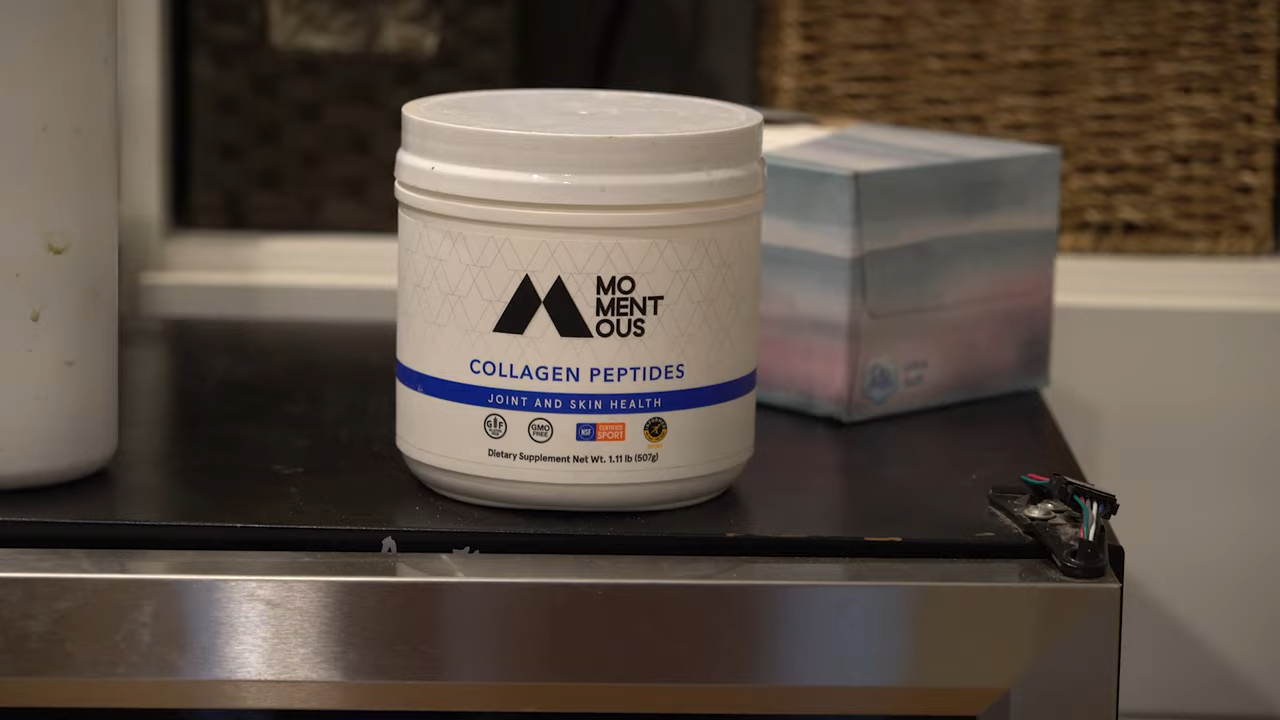 MO
MENT
OUS
COLLAGEN PEPTIDES
JOINT AND SKIN HEALTH
GF
GMO
FREE
NSF CERTIFIED
SPORT
Dietary Supplement Net Wt. 1.11 lb (507g)